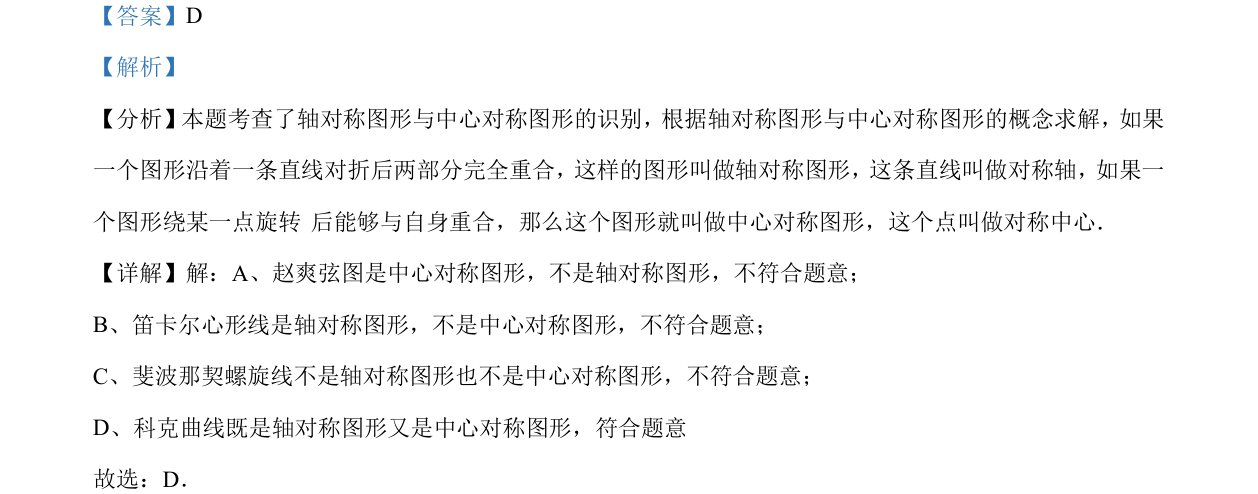 【答案】D
【解析】
【分析】本题考查了轴对称图形与中心对称图形的识别，根据轴对称图形与中心对称图形的概念求解，如果
一个图形沿着一条直线对折后两部分完全重合，这样的图形叫做轴对称图形，这条直线叫做对称轴，如果一
个图形绕某一点旋转 后能够与自身重合，那么这个图形就叫做中心对称图形，这个点叫做对称中心．
【详解】解：A、赵爽弦图是中心对称图形，不是轴对称图形，不符合题意；
B、笛卡尔心形线是轴对称图形，不是中心对称图形，不符合题意；
C、斐波那契螺旋线不是轴对称图形也不是中心对称图形，不符合题意；
D、科克曲线既是轴对称图形又是中心对称图形，符合题意
故选：D．